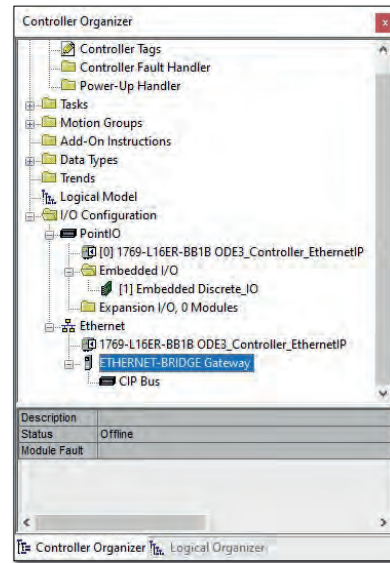 Controller Organizer
x
Controller Tags
Controller Fault Handler
Power-Up Handler
Tasks
Motion Groups
Add-On Instructions
Data Types
Trends
Logical Model
I/O Configuration
PointIO
[0] 1769-L16ER-BB1B ODE3_Controller_EthernetIP
Embedded I/O
[1] Embedded Discrete_IO
Expansion I/O, 0 Modules
Ethernet
1769-L16ER-BB1B ODE3_Controller_EthernetIP
ETHERNET-BRIDGE Gateway
CIP Bus
Description
Status Offline
Module Fault
Controller Organizer Logical Organizer